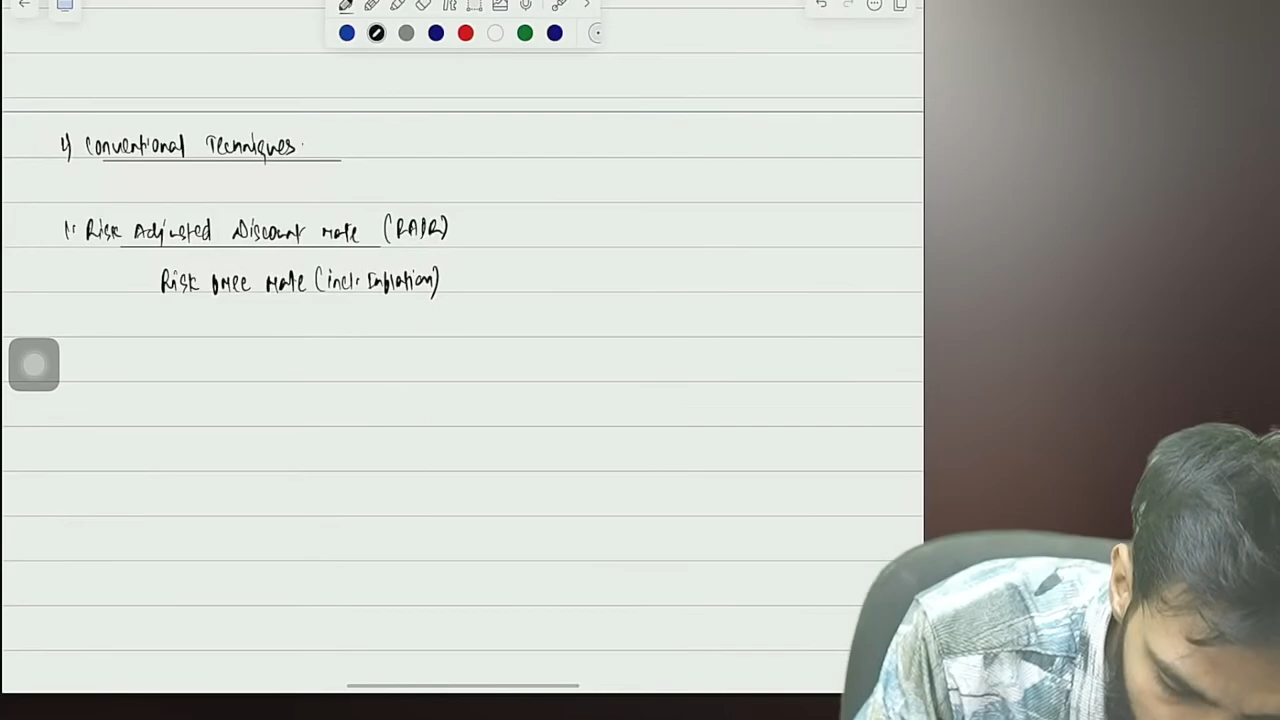 1) Conventional Techniques.
1. Risk Adjusted Discount rate (RADR)
Risk free rate (incl. Inflation)